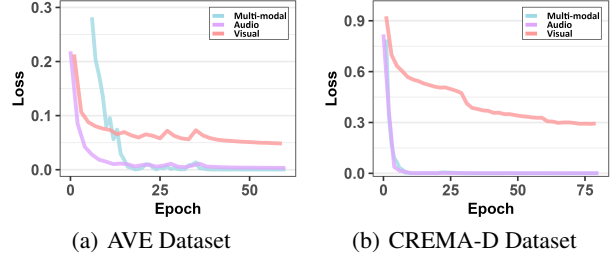 0.3
0.2
0.1
0.0
Loss
0
25
50
Epoch
Multi-modal
Audio
Visual
(a) AVE Dataset
0.9
0.6
0.3
0.0
Loss
0
25
50
75
Epoch
Multi-modal
Audio
Visual
(b) CREMA-D Dataset